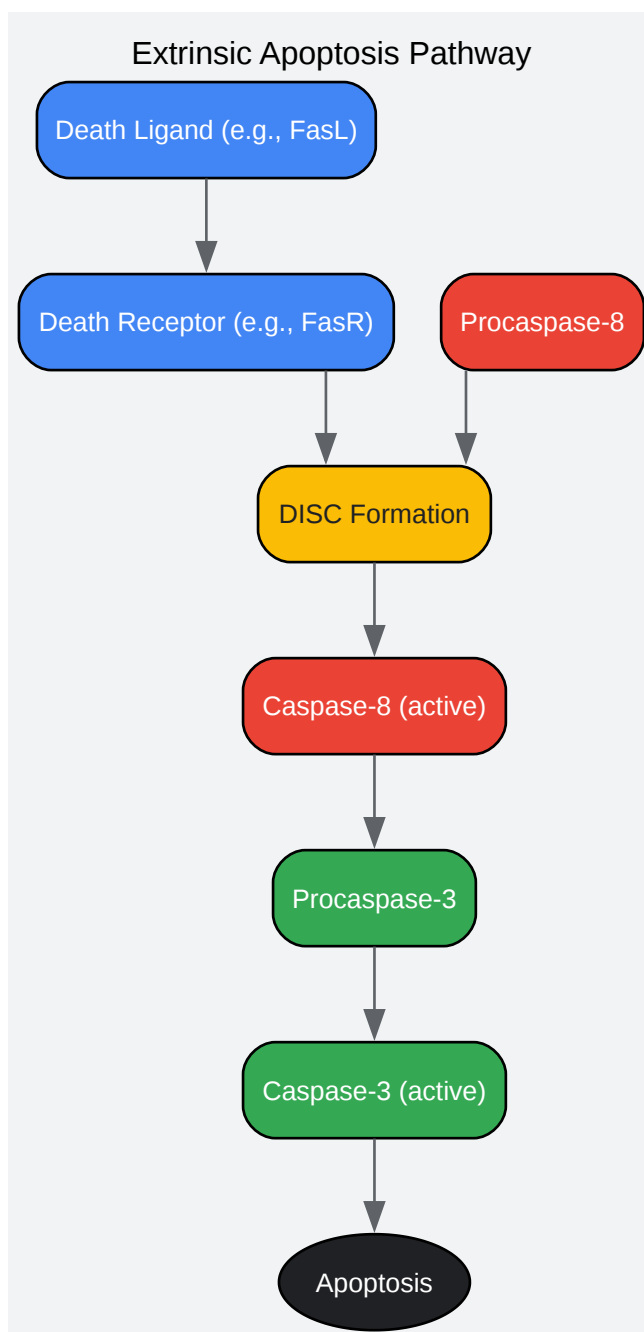 Extrinsic Apoptosis Pathway
Death Ligand (e.g., FasL)
Death Receptor (e.g., FasR)
Procaspase-8
DISC Formation
Caspase-8 (active)
Procaspase-3
Caspase-3 (active)
Apoptosis